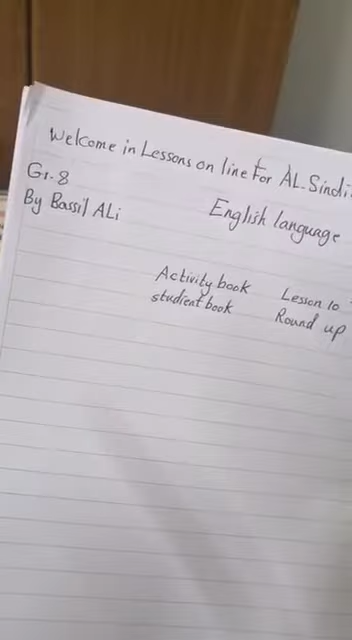 Welcome in Lessons on line For AL-Sindi
Gr. 8
By Bassil ALi
English language
Activity book Lesson 10
studient book Round up